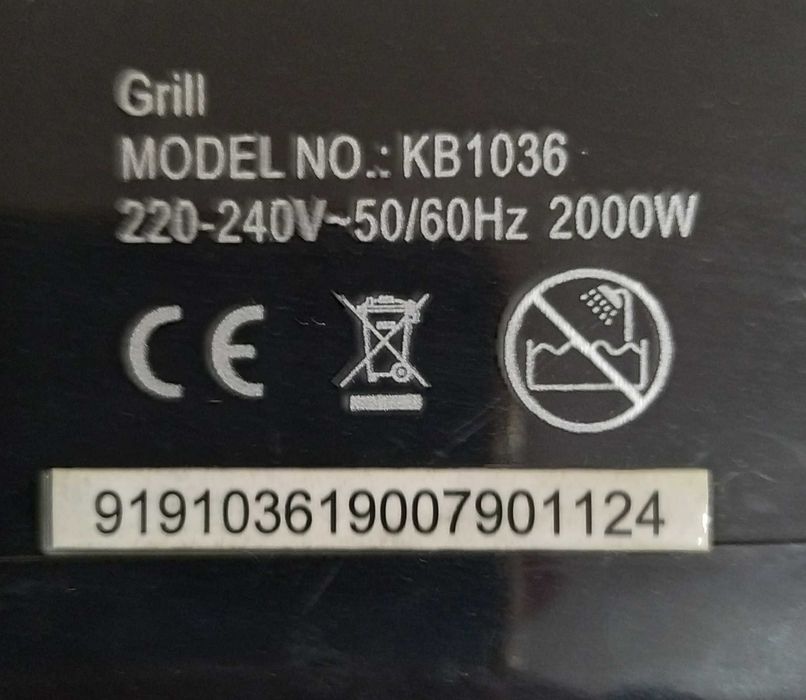 Grill
MODEL NO.: KB1036
220-240V~50/60Hz 2000W
CE
919103619007901124